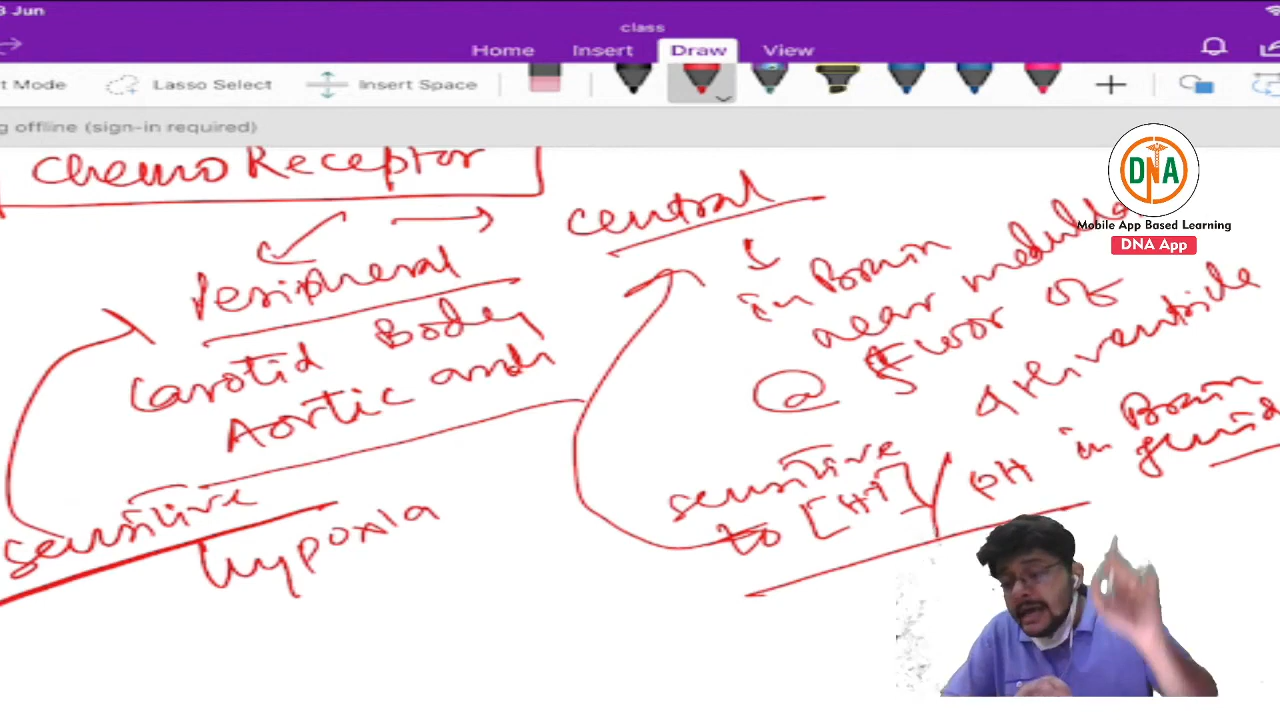 3 Jun
class
Home Insert Draw View
t Mode Lasso Select Insert Space
g offline (sign-in required)
DNA
Mobile App Based Learning
DNA App
Chemo Receptor
Peripheral
Carotid Body
Aortic
sensitive
hypoxia
central
in Brain
near medulla
@ floor of
4th ventricle
sensitive
to [H+] / PH in Brain